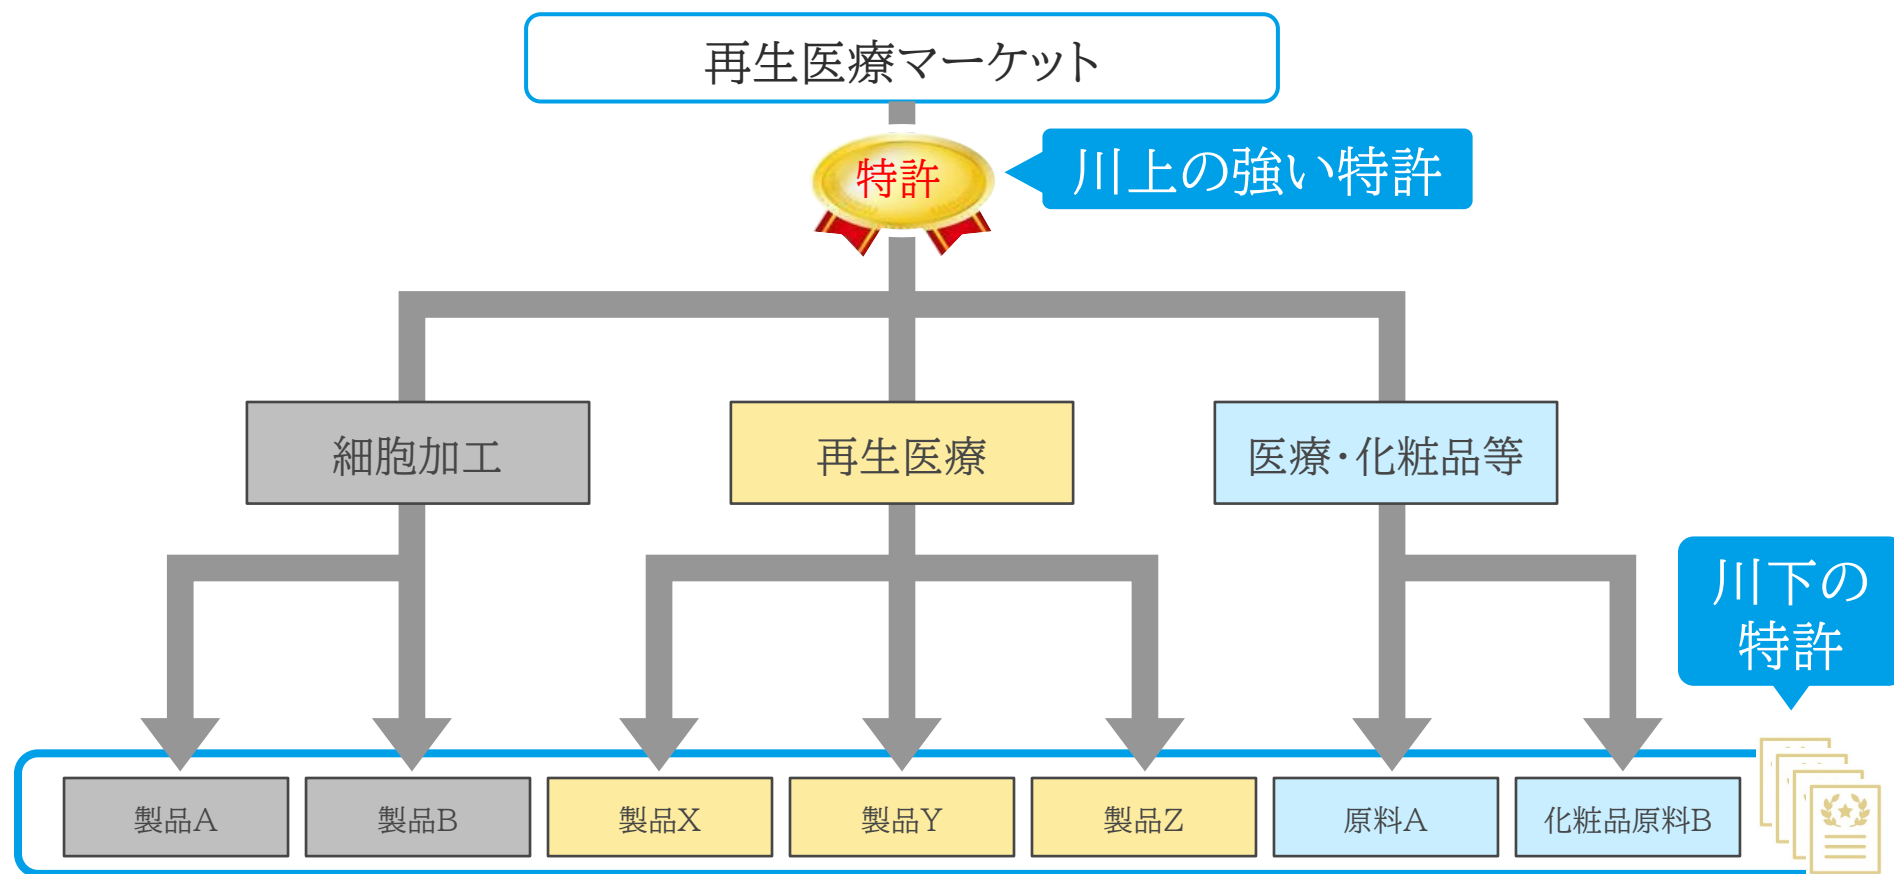 再生医療マーケット
特許
川上の強い特許
細胞加工
再生医療
医療・化粧品等
川下の
特許
製品A
製品B
製品X
製品Y
製品Z
原料A
化粧品原料B